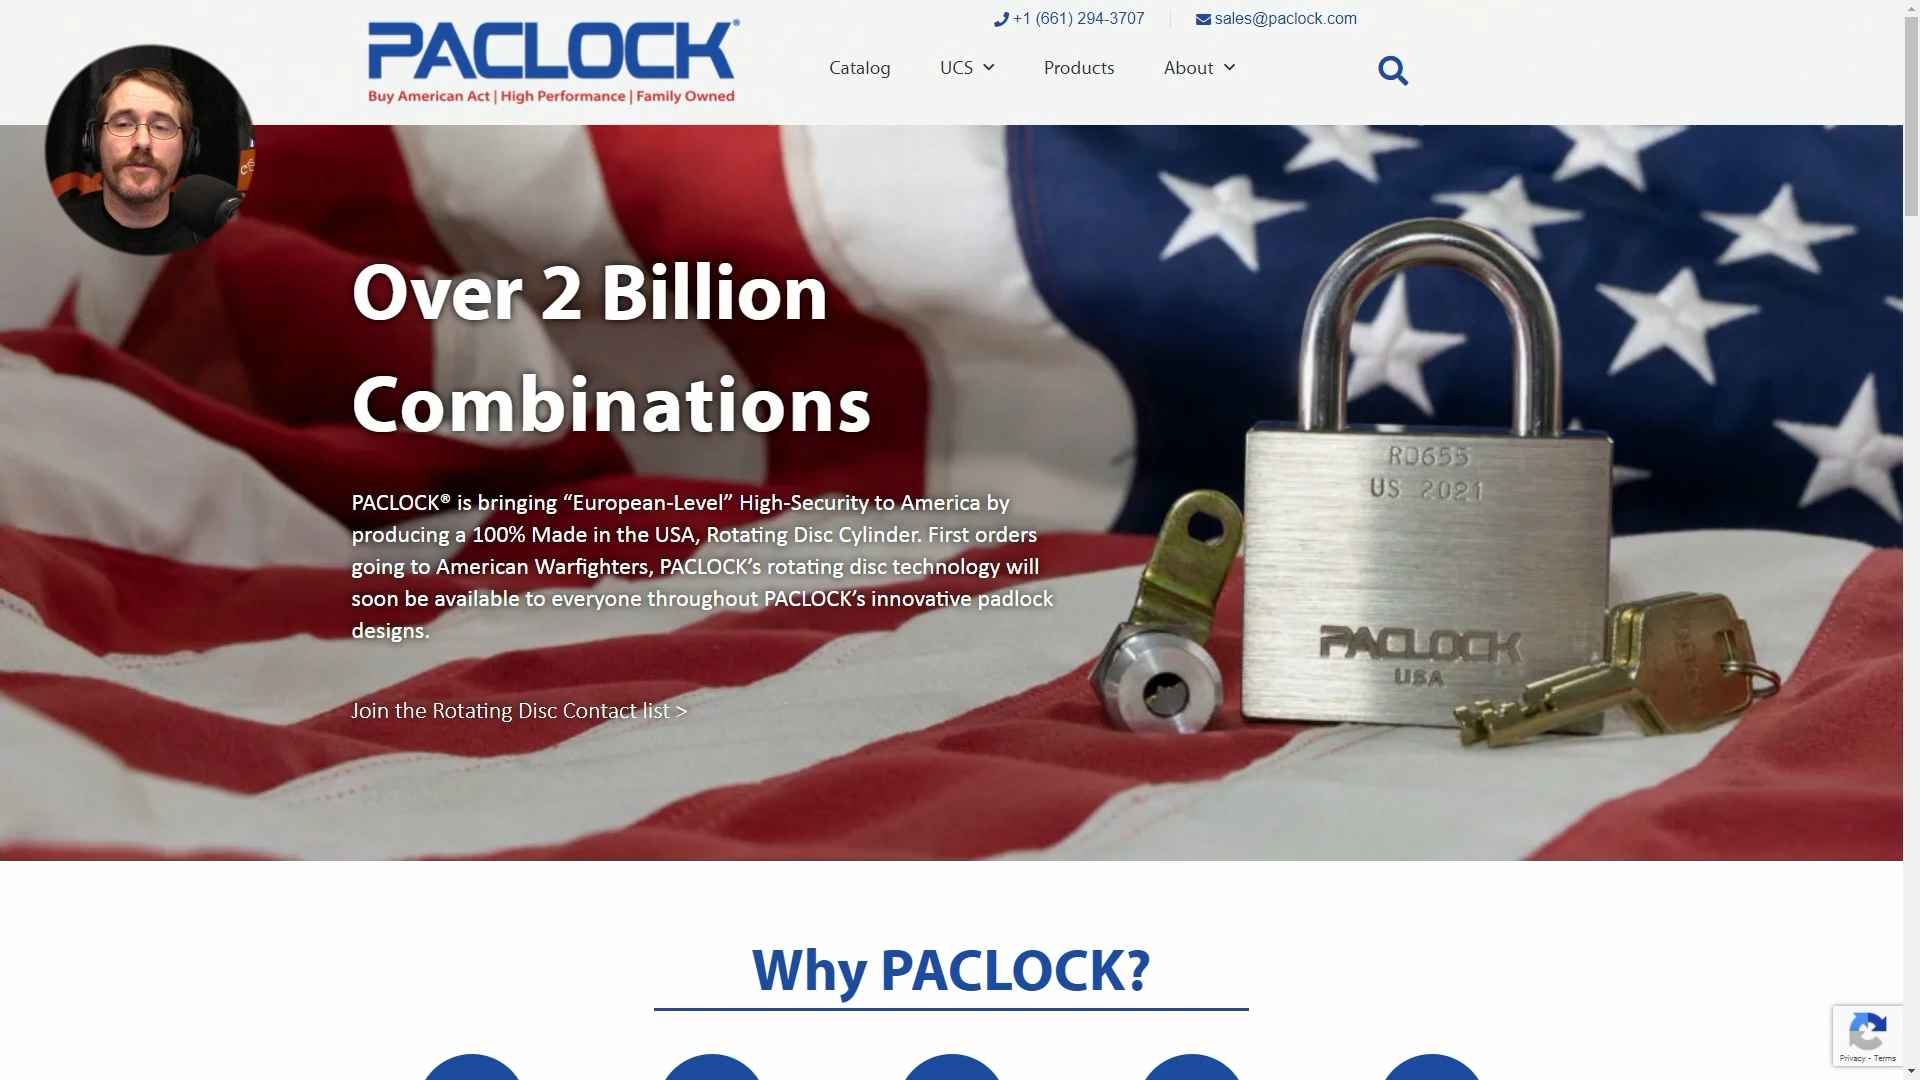 +1 (661) 294-3707
sales@paclock.com
PACLOCK®
Buy American Act | High Performance | Family Owned
Catalog
UCS
Products
About
Over 2 Billion
Combinations
PACLOCK® is bringing “European-Level” High-Security to America by
producing a 100% Made in the USA, Rotating Disc Cylinder. First orders
going to American Warfighters, PACLOCK’s rotating disc technology will
soon be available to everyone throughout PACLOCK’s innovative padlock
designs.
Join the Rotating Disc Contact list >
RD655
US 2021
PACLOCK
USA
Why PACLOCK?
Privacy - Terms